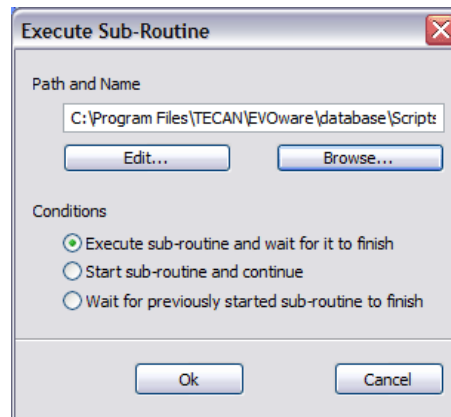 Execute Sub-Routine
Path and Name
C:\Program Files\TECAN\EVOware\database\Scripts
Edit...
Browse...
Conditions
Execute sub-routine and wait for it to finish
Start sub-routine and continue
Wait for previously started sub-routine to finish
Ok
Cancel